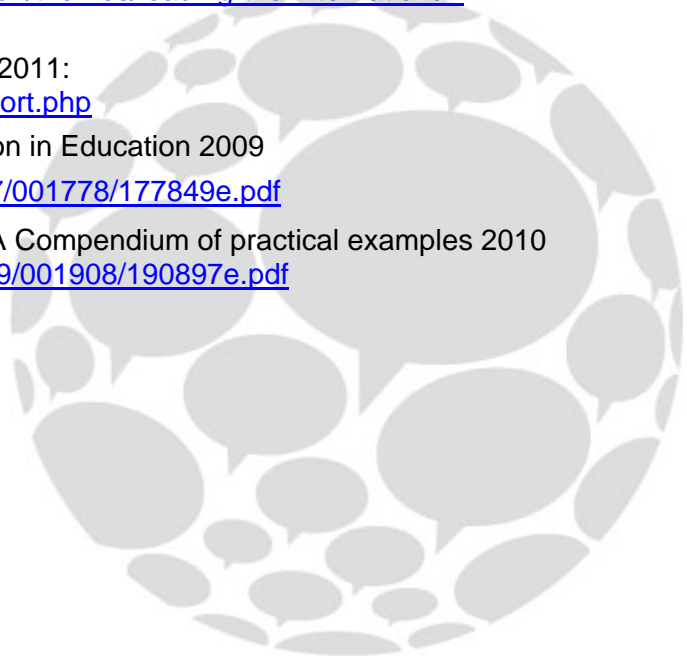 2011:
ort.php
on in Education 2009
7/001778/177849e.pdf
A Compendium of practical examples 2010
9/001908/190897e.pdf